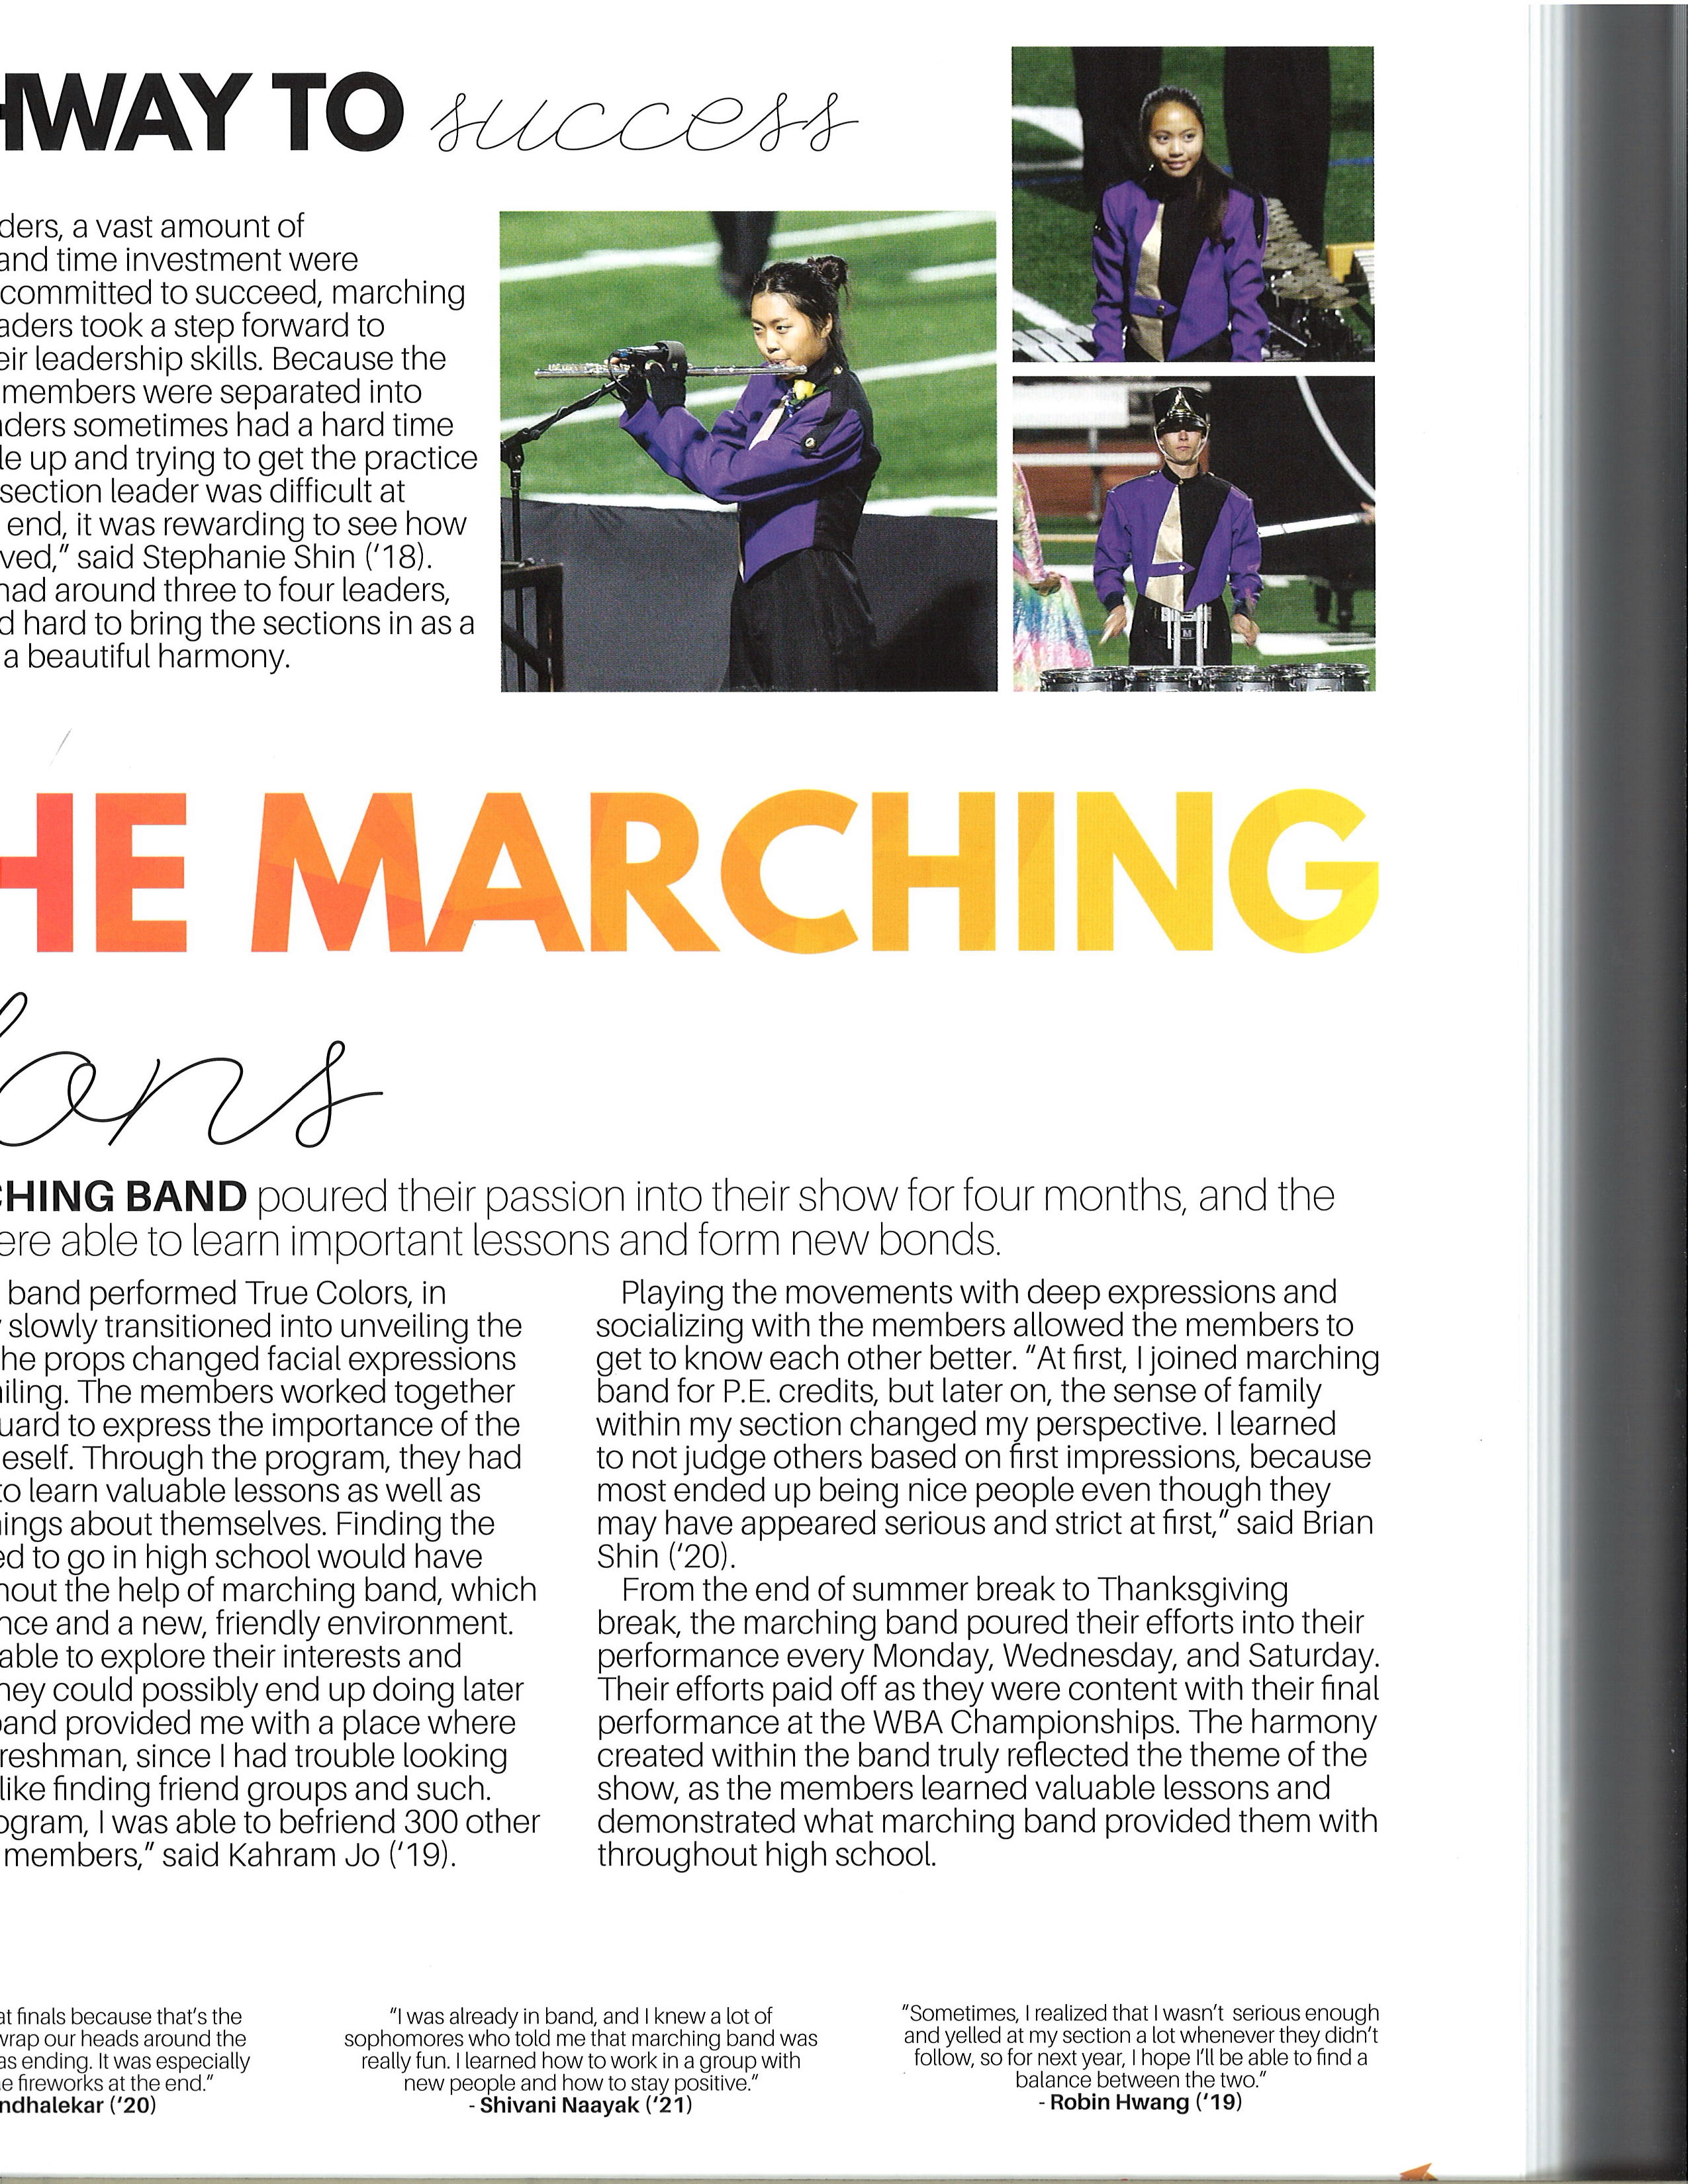 HWAY TO success
ders, a vast amount of
and time investment were
committed to succeed, marching
aders took a step forward to
eir leadership skills. Because the
members were separated into
aders sometimes had a hard time
le up and trying to get the practice
section leader was difficult at
end, it was rewarding to see how
ved,” said Stephanie Shin (‘18).
had around three to four leaders,
d hard to bring the sections in as a
a beautiful harmony.
HE MARCHING
ons
CHING BAND poured their passion into their show for four months, and the
ere able to learn important lessons and form new bonds.
band performed True Colors, in
slowly transitioned into unveiling the
he props changed facial expressions
iling. The members worked together
uard to express the importance of the
eself. Through the program, they had
to learn valuable lessons as well as
ings about themselves. Finding the
ed to go in high school would have
hout the help of marching band, which
nce and a new, friendly environment.
able to explore their interests and
hey could possibly end up doing later
band provided me with a place where
reshman, since I had trouble looking
like finding friend groups and such.
ogram, I was able to befriend 300 other
members,” said Kahram Jo (‘19).
Playing the movements with deep expressions and
socializing with the members allowed the members to
get to know each other better. “At first, I joined marching
band for P.E. credits, but later on, the sense of family
within my section changed my perspective. I learned
to not judge others based on first impressions, because
most ended up being nice people even though they
may have appeared serious and strict at first,” said Brian
Shin (‘20).
From the end of summer break to Thanksgiving
break, the marching band poured their efforts into their
performance every Monday, Wednesday, and Saturday.
Their efforts paid off as they were content with their final
performance at the WBA Championships. The harmony
created within the band truly reflected the theme of the
show, as the members learned valuable lessons and
demonstrated what marching band provided them with
throughout high school.
at finals because that’s the
wrap our heads around the
as ending. It was especially
e fireworks at the end.”
ndhalekar (‘20)
“I was already in band, and I knew a lot of
sophomores who told me that marching band was
really fun. I learned how to work in a group with
new people and how to stay positive.”
- Shivani Naayak (‘21)
“Sometimes, I realized that I wasn’t serious enough
and yelled at my section a lot whenever they didn’t
follow, so for next year, I hope I’ll be able to find a
balance between the two.”
- Robin Hwang (‘19)